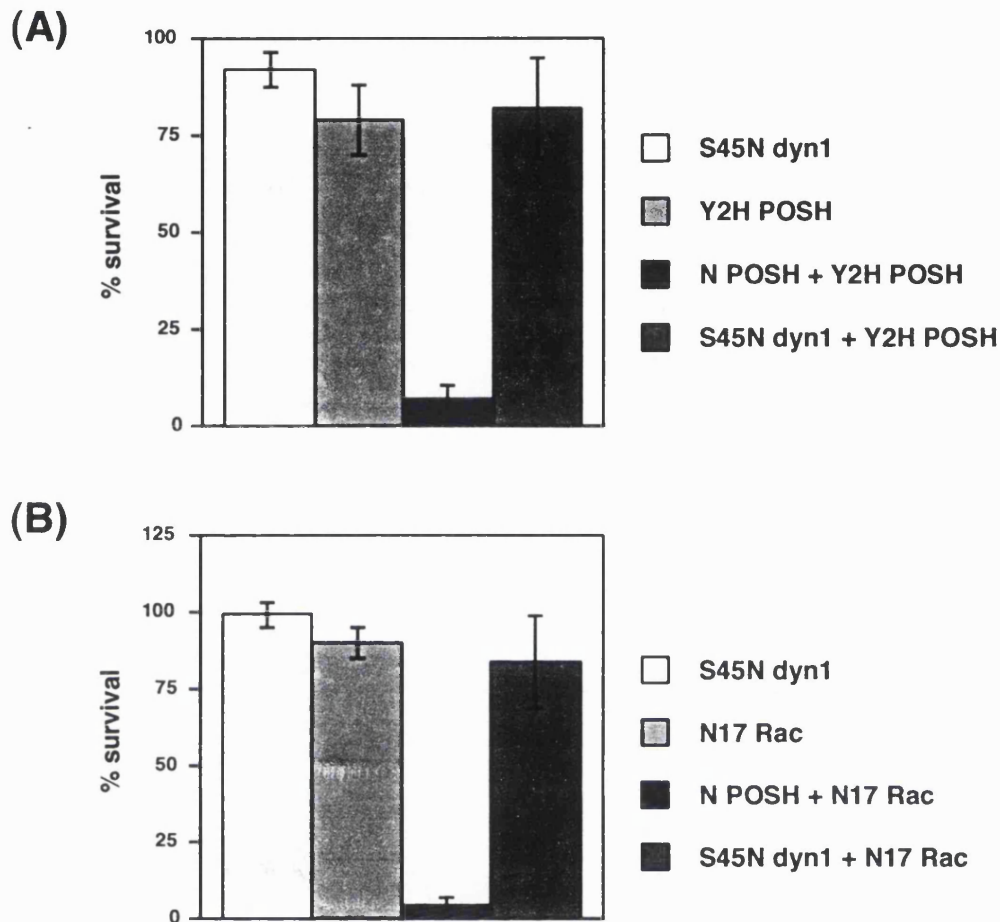 (A)
100
75
50
25
0
% survival
S45N dyn1
Y2H POSH
N POSH + Y2H POSH
S45N dyn1 + Y2H POSH
(B)
125
100
75
50
25
0
% survival
S45N dyn1
N17 Rac
N POSH + N17 Rac
S45N dyn1 + N17 Rac